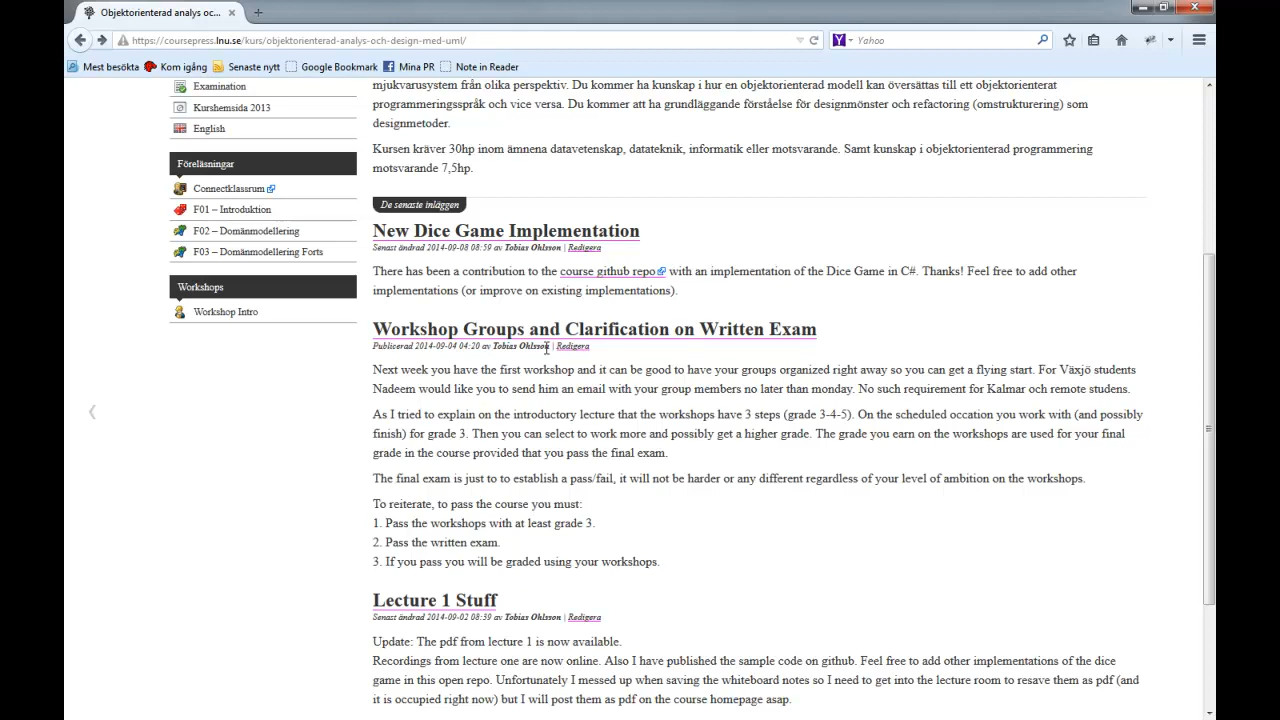 Objektorienterad analys oc...
https://coursepress.lnu.se/kurs/objektorienterad-analys-och-design-med-uml/
Yahoo
Mest besökta
Kom igång
Senaste nytt
Google Bookmark
Mina PR
Note in Reader
Examination
Kurshemsida 2013
English
Föreläsningar
Connectklassrum
F01 – Introduktion
F02 – Domänmodellering
F03 – Domänmodellering Forts
Workshops
Workshop Intro
mjukvarusystem från olika perspektiv. Du kommer ha kunskap i hur en objektorienterad modell kan översättas till ett objektorienterat
programmeringsspråk och vice versa. Du kommer att ha grundläggande förståelse för designmönster och refactoring (omstrukturering) som
designmetoder.
Kursen kräver 30hp inom ämnena datavetenskap, datateknik, informatik eller motsvarande. Samt kunskap i objektorienterad programmering
motsvarande 7,5hp.
De senaste inläggen
New Dice Game Implementation
Senast ändrad 2014-09-08 08:59 av Tobias Ohlsson | Redigera
There has been a contribution to the course github repo with an implementation of the Dice Game in C#. Thanks! Feel free to add other
implementations (or improve on existing implementations).
Workshop Groups and Clarification on Written Exam
Publicerad 2014-09-04 04:20 av Tobias Ohlsson | Redigera
Next week you have the first workshop and it can be good to have your groups organized right away so you can get a flying start. For Växjö students
Nadeem would like you to send him an email with your group members no later than monday. No such requirement for Kalmar och remote studens.
As I tried to explain on the introductory lecture that the workshops have 3 steps (grade 3-4-5). On the scheduled occation you work with (and possibly
finish) for grade 3. Then you can select to work more and possibly get a higher grade. The grade you earn on the workshops are used for your final
grade in the course provided that you pass the final exam.
The final exam is just to to establish a pass/fail, it will not be harder or any different regardless of your level of ambition on the workshops.
To reiterate, to pass the course you must:
1. Pass the workshops with at least grade 3.
2. Pass the written exam.
3. If you pass you will be graded using your workshops.
Lecture 1 Stuff
Senast ändrad 2014-09-02 08:39 av Tobias Ohlsson | Redigera
Update: The pdf from lecture 1 is now available.
Recordings from lecture one are now online. Also I have published the sample code on github. Feel free to add other implementations of the dice
game in this open repo. Unfortunately I messed up when saving the whiteboard notes so I need to get into the lecture room to resave them as pdf (and
it is occupied right now) but I will post them as pdf on the course homepage asap.